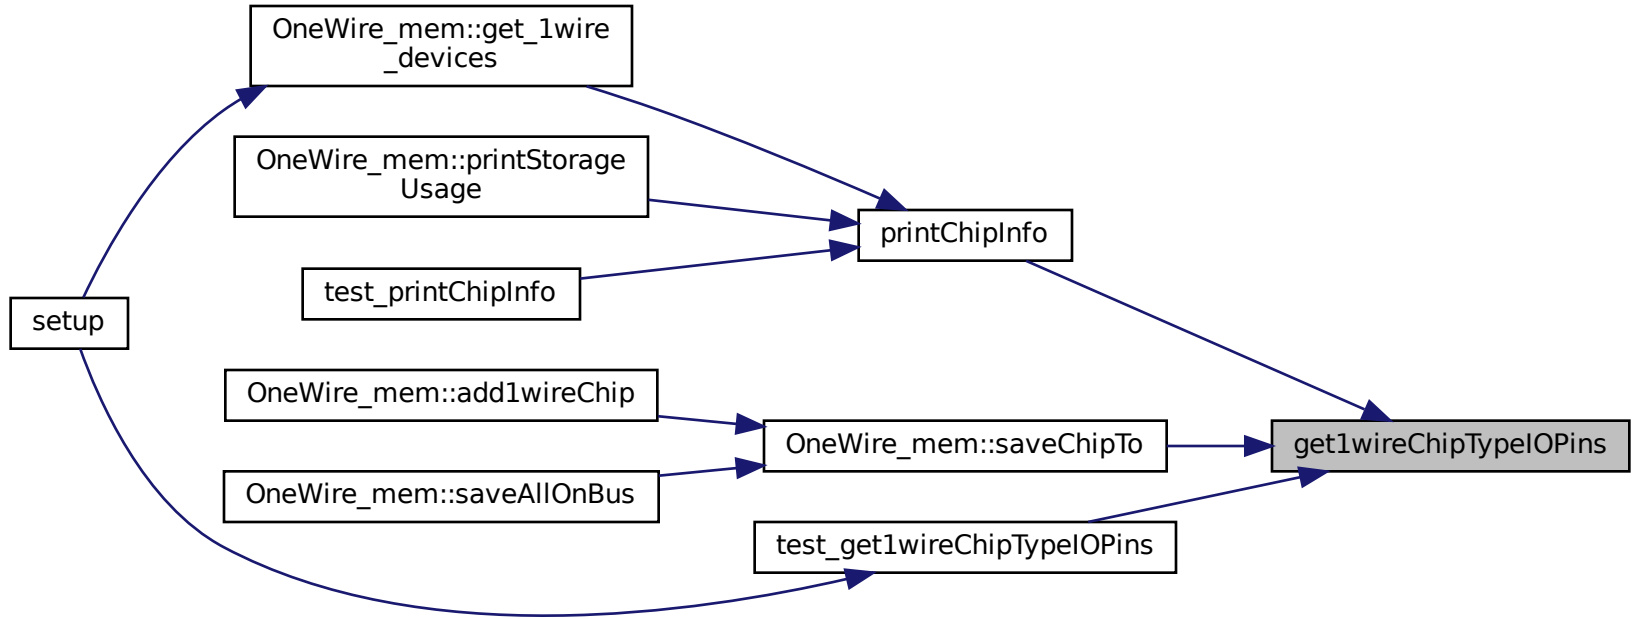 OneWire_mem::get_1wire
_devices
OneWire_mem::printStorage
Usage
printChipInfo
test_printChipInfo
setup
OneWire_mem::add1wireChip
OneWire_mem::saveChipTo
get1wireChipTypeIOPins
OneWire_mem::saveAllOnBus
test_get1wireChipTypeIOPins